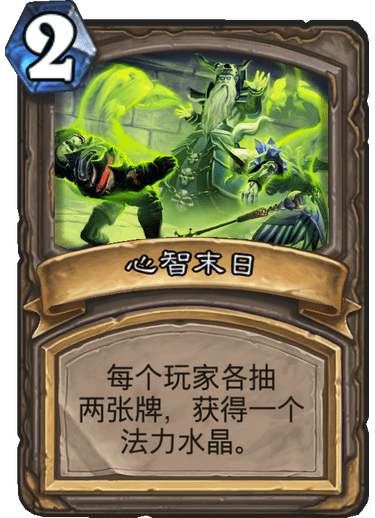 2
心智末日
每个玩家各抽
两张牌，获得一个
法力水晶。